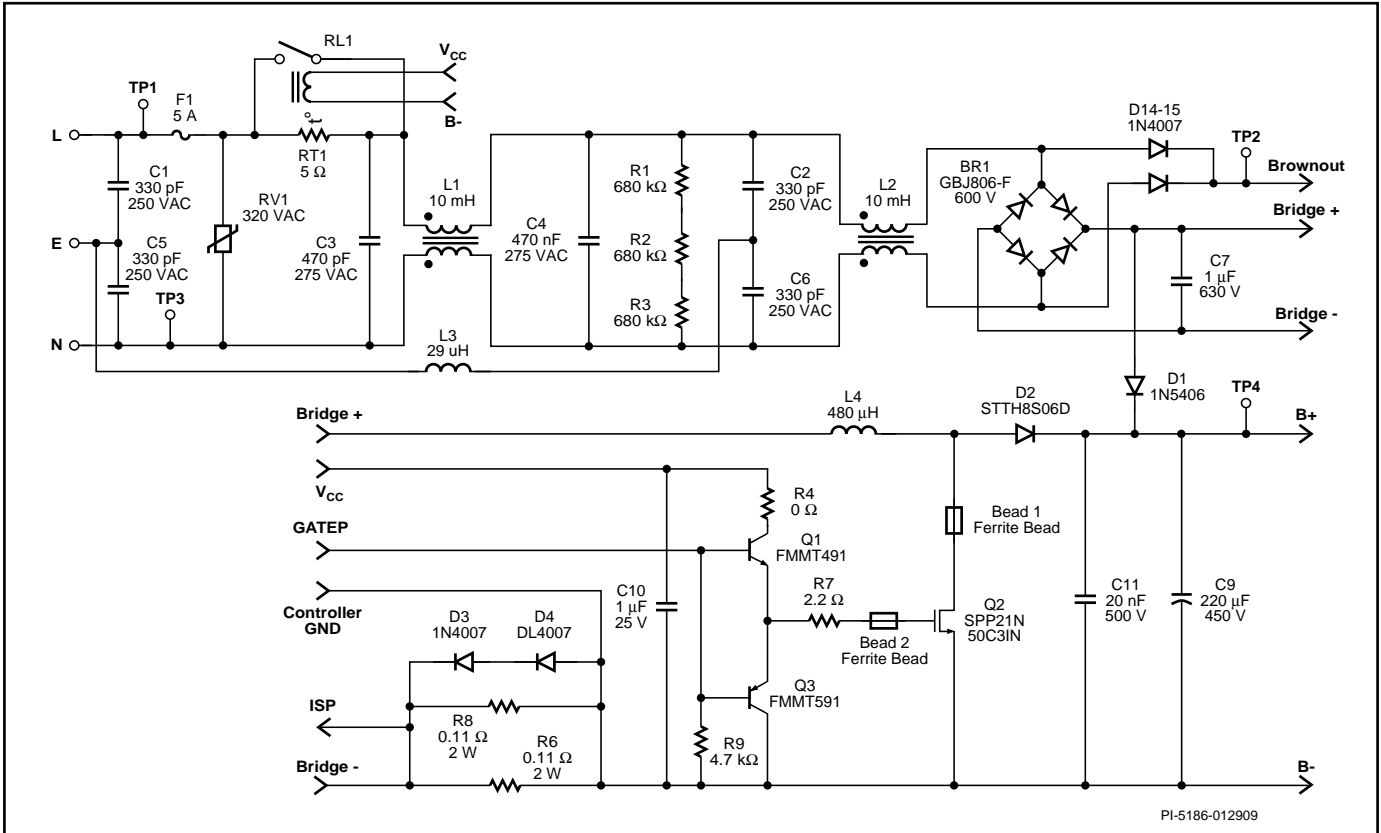 RL1
VCC
B-
TP1
F1
5 A
L
t°
RT1
5 Ω
C1
330 pF
250 VAC
RV1
320 VAC
C3
470 pF
275 VAC
E
C5
330 pF
250 VAC
TP3
N
L1
10 mH
C4
470 nF
275 VAC
R1
680 kΩ
R2
680 kΩ
R3
680 kΩ
C2
330 pF
250 VAC
C6
330 pF
250 VAC
L3
29 uH
L2
10 mH
BR1
GBJ806-F
600 V
D14-15
1N4007
TP2
Brownout
Bridge +
C7
1 µF
630 V
Bridge -
D1
1N5406
TP4
B+
Bridge +
L4
480 µH
D2
STTH8S06D
VCC
R4
0 Ω
Bead 1
Ferrite Bead
GATEP
Q1
FMMT491
Controller
GND
C10
1 µF
25 V
R7
2.2 Ω
Bead 2
Ferrite Bead
Q2
SPP21N
50C3IN
C11
20 nF
500 V
C9
220 µF
450 V
D3
1N4007
D4
DL4007
Q3
FMMT591
ISP
R8
0.11 Ω
2 W
R6
0.11 Ω
2 W
R9
4.7 kΩ
Bridge -
B-
PI-5186-012909